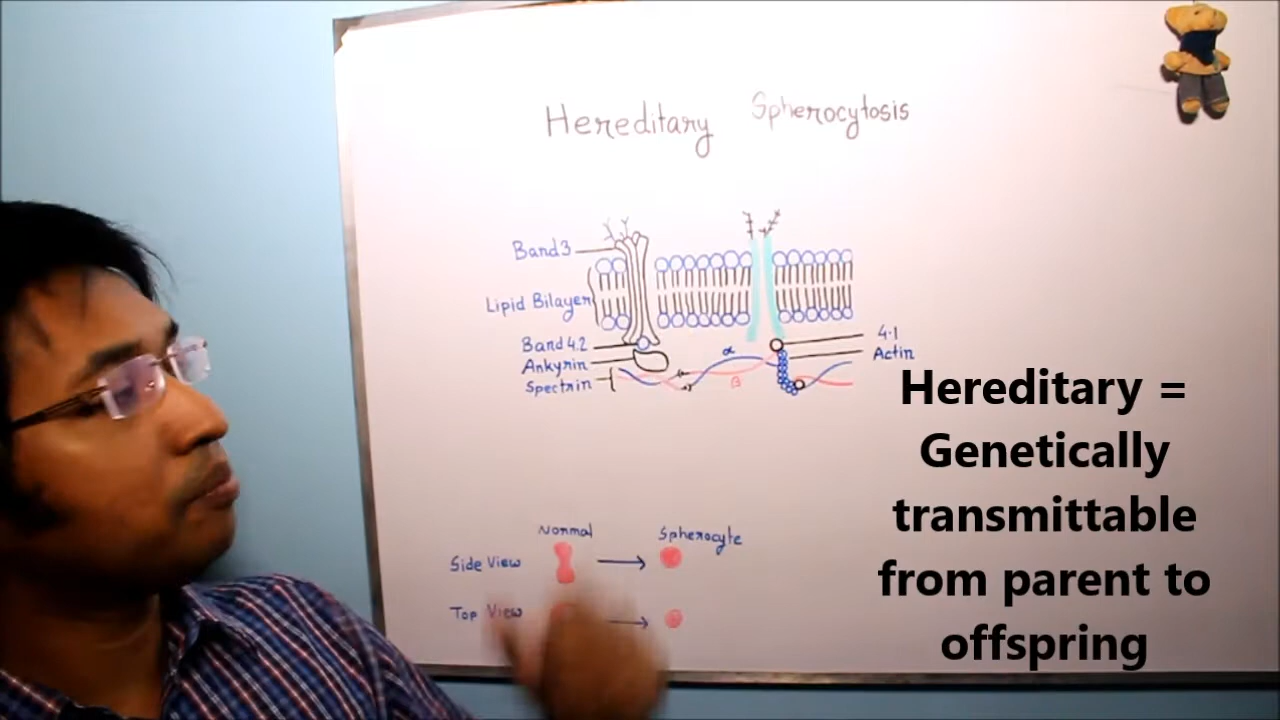 Hereditary Spherocytosis
Band3
Lipid Bilayer
Band 4.2
Ankyrin
Spectrin
α
β
4.1
Actin
Hereditary =
Genetically
transmittable
from parent to
offspring
Normal Spherocyte
Side View
Top View